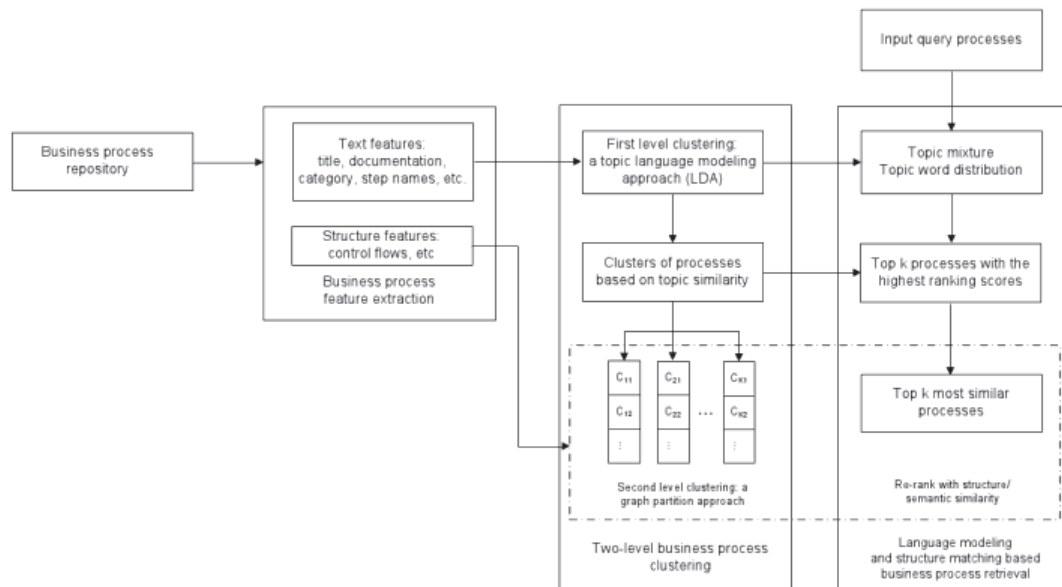 Input query processes
Business process
repository
Text features:
title, documentation,
category, step names, etc.
Structure features:
control flows, etc
Business process
feature extraction
First level clustering:
a topic language modeling
approach (LDA)
Clusters of processes
based on topic similarity
C11
C12
⋮
C21
C22
⋮
...
CK1
CK2
⋮
Second level clustering: a
graph partition approach
Two-level business process
clustering
Topic mixture
Topic word distribution
Top k processes with the
highest ranking scores
Top k most similar
processes
Re-rank with structure/
semantic similarity
Language modeling
and structure matching based
business process retrieval